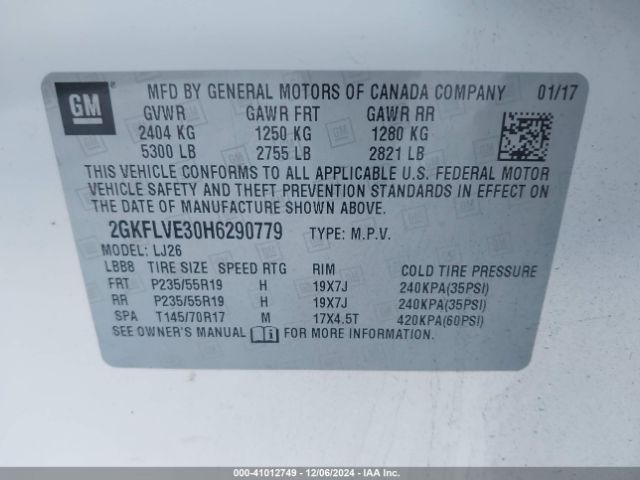 GM
MFD BY GENERAL MOTORS OF CANADA COMPANY 01/17
GVWR GAWR FRT GAWR RR
2404 KG 1250 KG 1280 KG
5300 LB 2755 LB 2821 LB
THIS VEHICLE CONFORMS TO ALL APPLICABLE U.S. FEDERAL MOTOR
VEHICLE SAFETY AND THEFT PREVENTION STANDARDS IN EFFECT ON
THE DATE OF MANUFACTURE SHOWN ABOVE.
2GKFLVE30H6290779 TYPE: M.P.V.
MODEL: LJ26
LBB8 TIRE SIZE SPEED RTG RIM COLD TIRE PRESSURE
FRT P235/55R19 H 19X7J 240KPA(35PSI)
RR P235/55R19 H 19X7J 240KPA(35PSI)
SPA T145/70R17 M 17X4.5T 420KPA(60PSI)
SEE OWNER'S MANUAL i FOR MORE INFORMATION.
000-41012749 - 12/06/2024 - IAAI.com